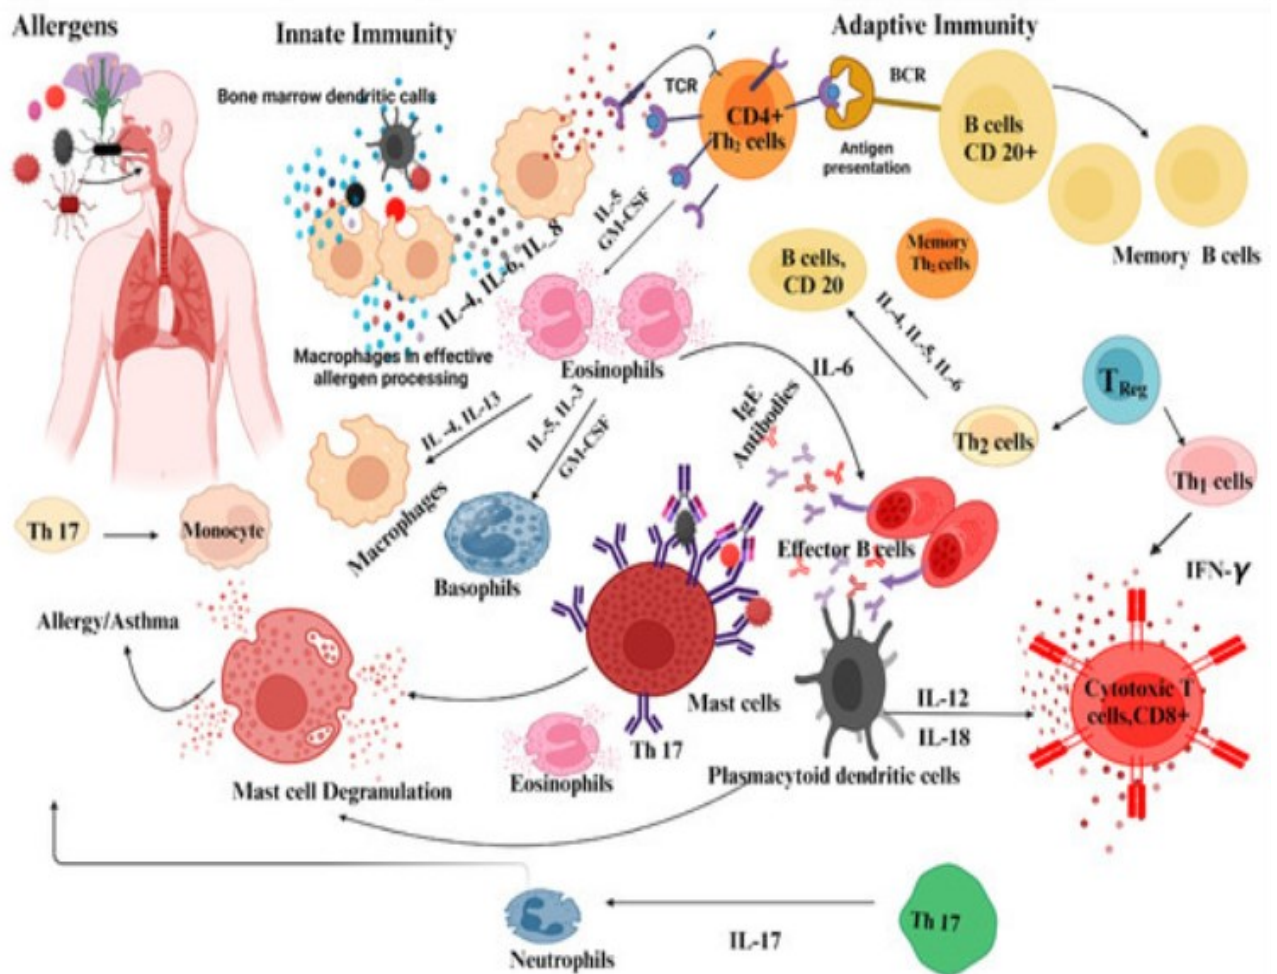 Allergens
Innate Immunity
Adaptive Immunity
Bone marrow dendritic calls
TCR
CD4+
Th₂ cells
BCR
Antigen
presentation
B cells
CD 20+
Memory B cells
IL-5
GM-CSF
IL-4, IL-6, IL_8
B cells,
CD 20
Memory
Th₂ cells
Macrophages in effective
allergen processing
Eosinophils
IL-6
IL-4, IL-5, IL-6
TReg
IL-4, IL-13
IL-5, IL-3
GM-CSF
IgE
Antibodies
Th₂ cells
Th₁ cells
Macrophages
Th 17
Monocyte
Basophils
Effector B cells
IFN-γ
Allergy/Asthma
Mast cells
Cytotoxic T
cells,CD8+
IL-12
IL-18
Th 17
Eosinophils
Plasmacytoid dendritic cells
Mast cell Degranulation
Th 17
IL-17
Neutrophils